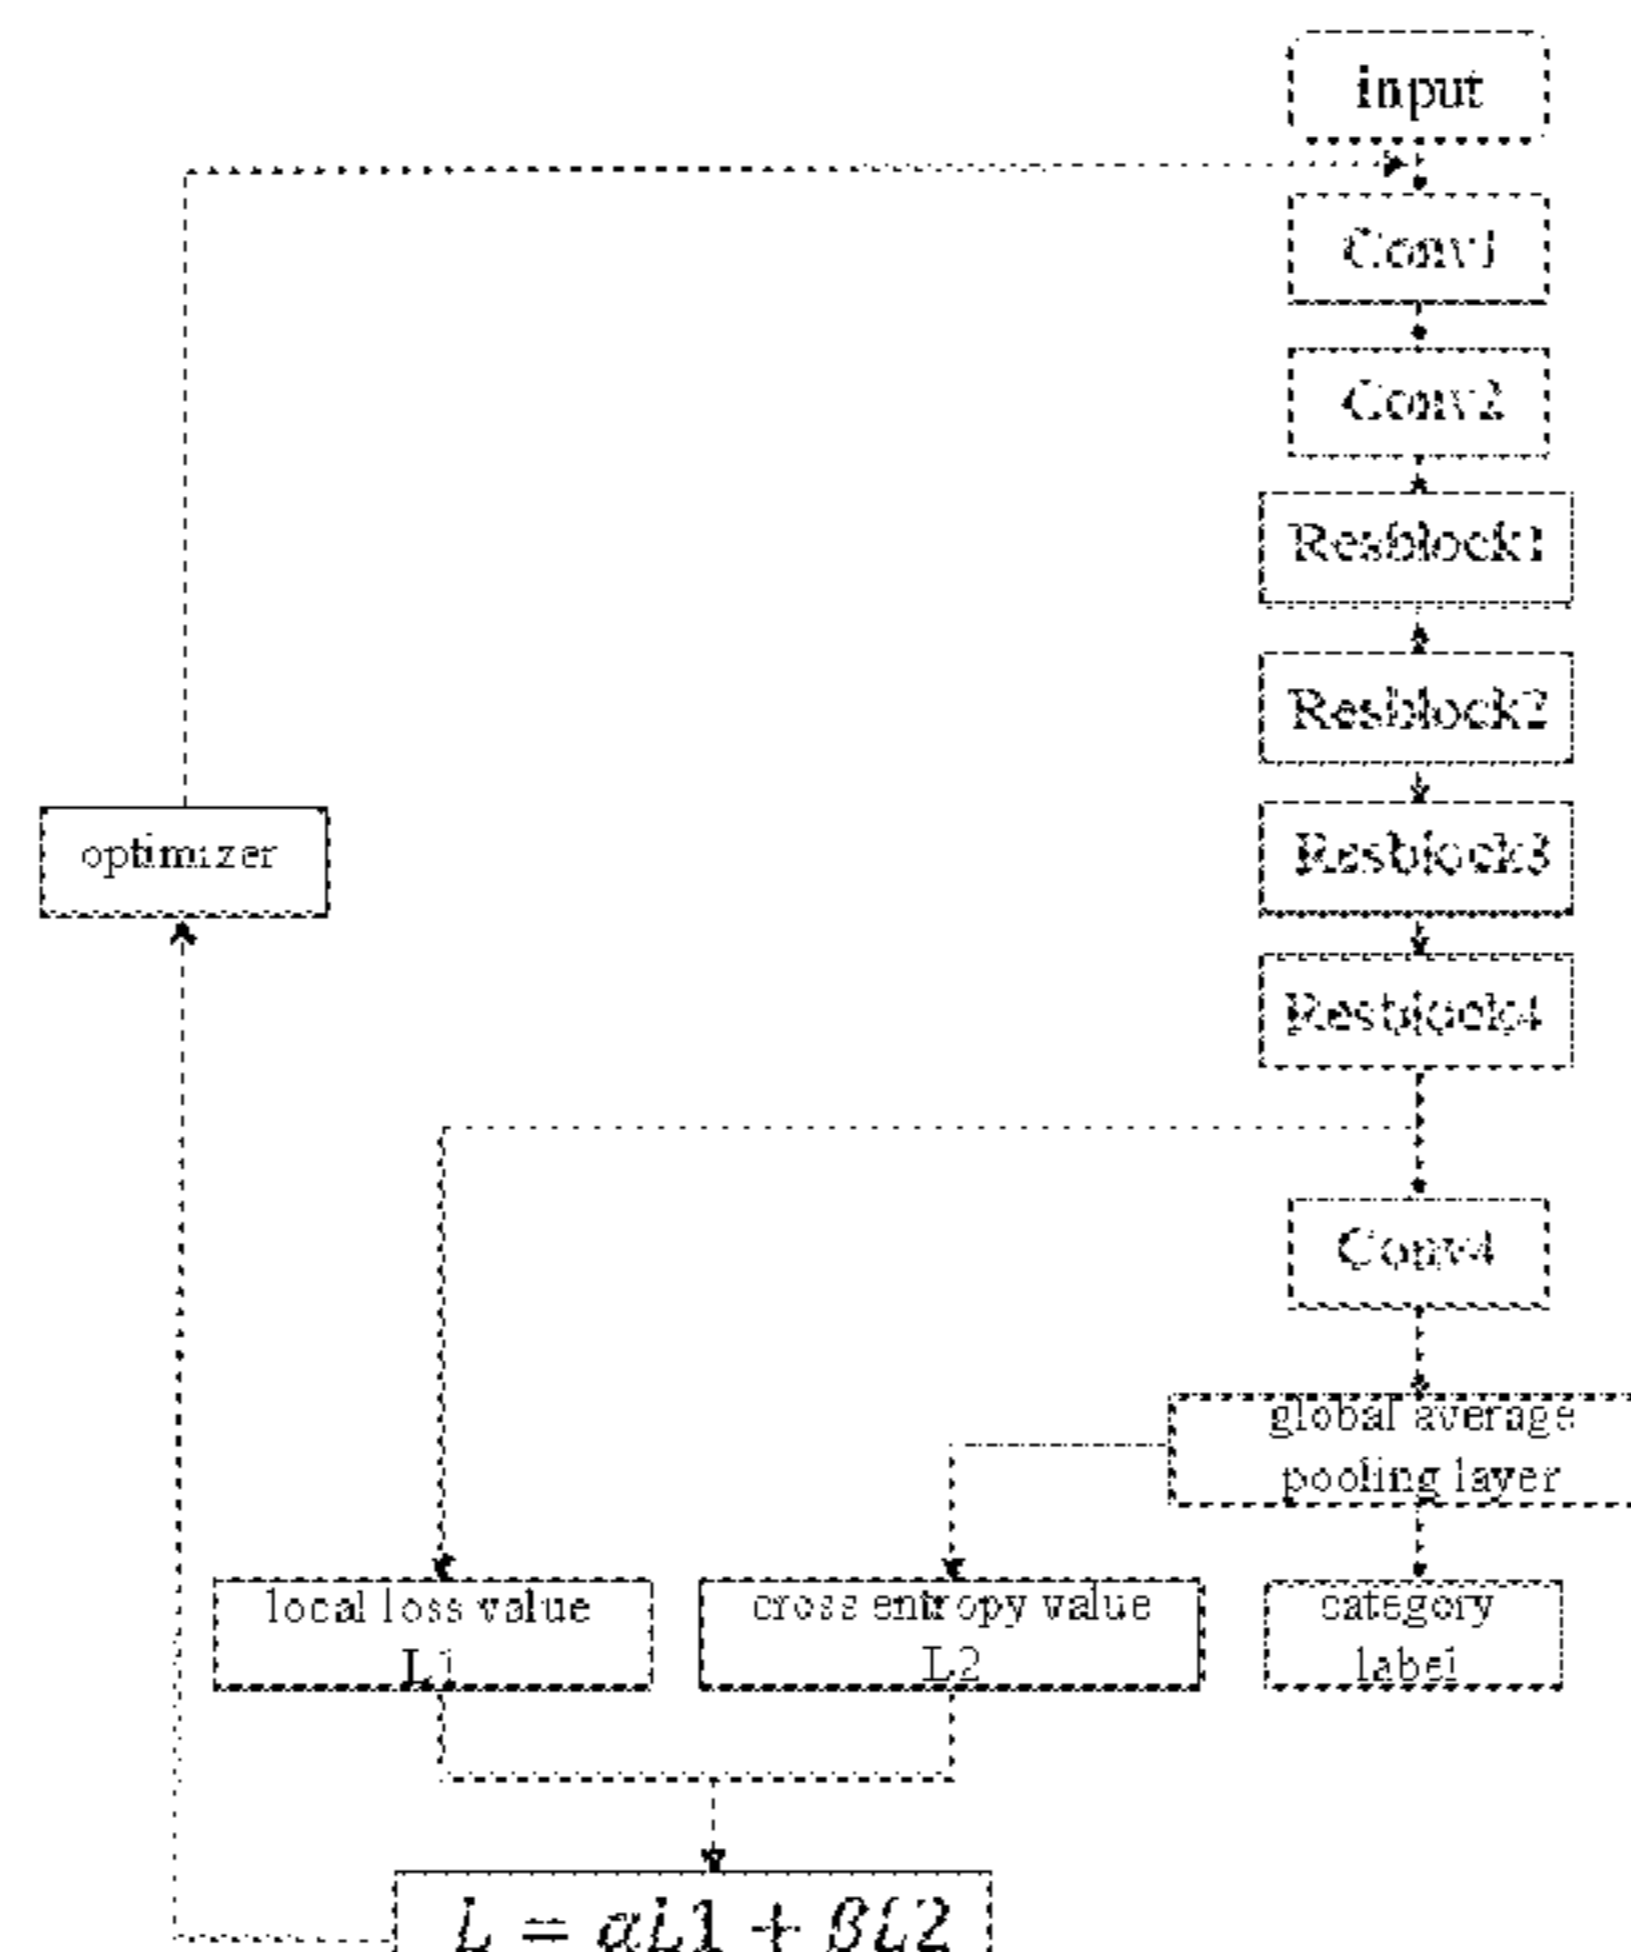 input
Conv1
Conv2
Resblock1
Resblock2
Resblock3
Resblock4
optimizer
Conv4
global average
pooling layer
local loss value
L1
cross entropy value
L2
category
label
L = αL1 + βL2